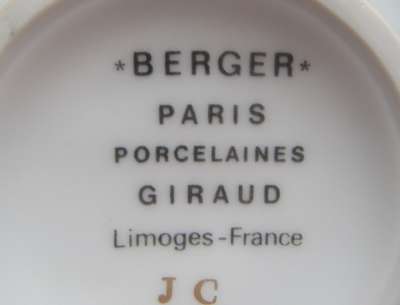 *BERGER*
PARIS
PORCELAINES
GIRAUD
Limoges-France
JC